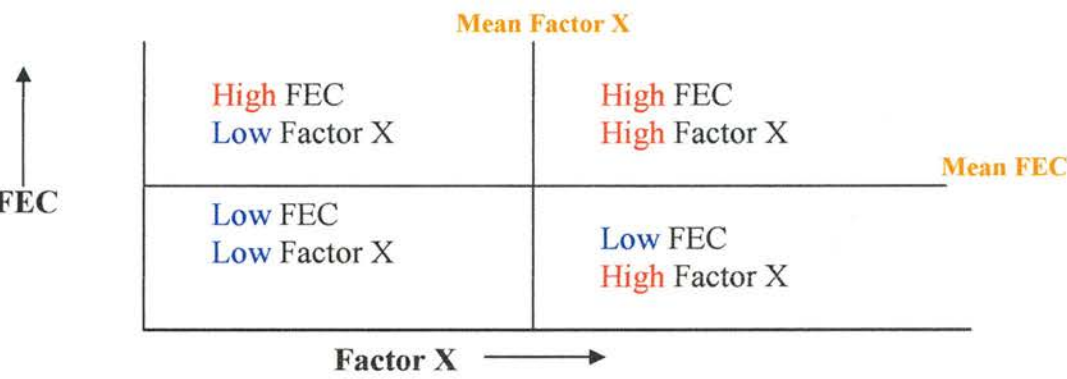 Mean Factor X
High FEC
Low Factor X
High FEC
High Factor X
Mean FEC
FEC
Low FEC
Low Factor X
Low FEC
High Factor X
Factor X